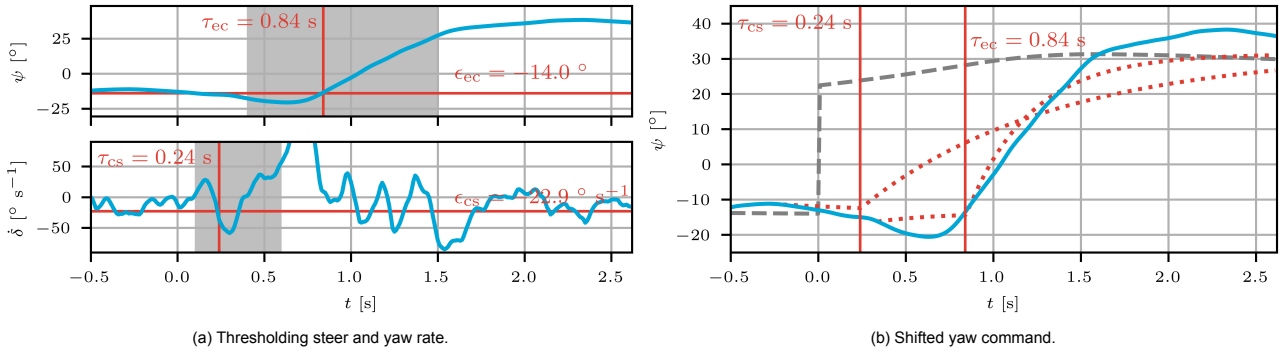 τec = 0.84 s
25
0
−25
ψ [°]
ϵec = −14.0 °
τcs = 0.24 s
50
0
−50
δ̇ [° s−1]
ϵcs = −22.9 ° s−1
−0.5 0.0 0.5 1.0 1.5 2.0 2.5
t [s]
(a) Thresholding steer and yaw rate.
τcs = 0.24 s
τec = 0.84 s
40
30
20
10
0
−10
−20
ψ [°]
−0.5 0.0 0.5 1.0 1.5 2.0 2.5
t [s]
(b) Shifted yaw command.